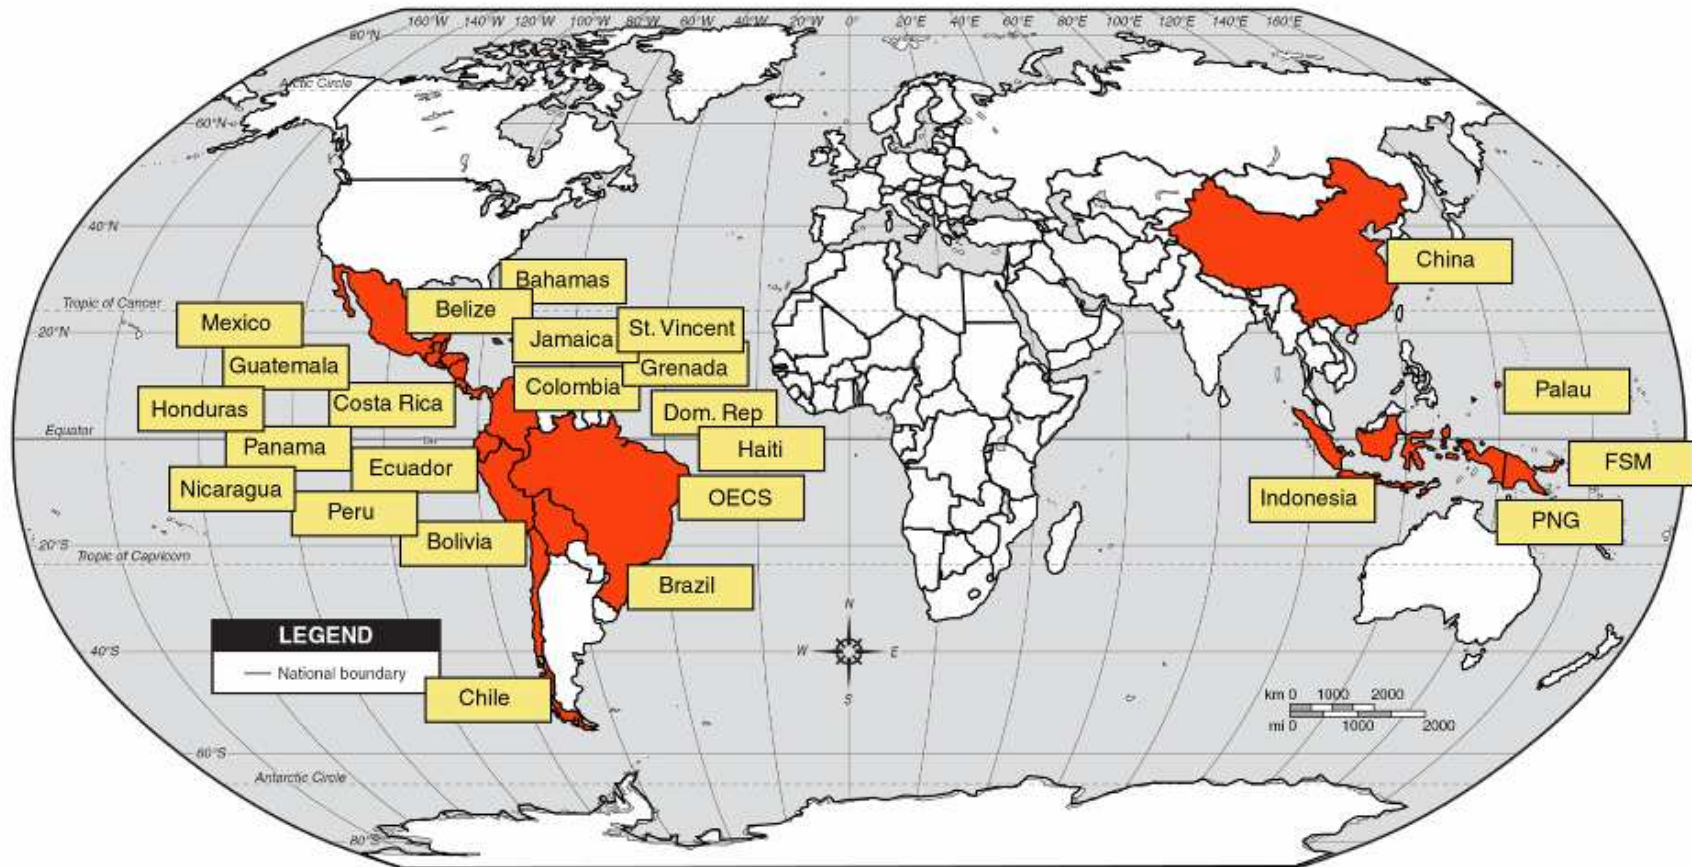 160°W 140°W 120°W 100°W 80°W 60°W 40°W 20°W 0° 20°E 40°E 60°E 80°E 100°E 120°E 140°E 160°E
80°N
Arctic Circle
60°N
40°N
China
Bahamas
Belize
Tropic of Cancer
Mexico
St. Vincent
20°N
Jamaica
Guatemala
Grenada
Colombia
Palau
Costa Rica
Honduras
Dom. Rep
Equator
Panama
Haiti
FSM
Ecuador
Nicaragua
OECS
Indonesia
Peru
PNG
Bolivia
20°S
Tropic of Capricorn
Brazil
N
LEGEND
W E
40°S
National boundary
S
Chile
km 0 1000 2000
mi 0 1000 2000
60°S
Antarctic Circle
80°S